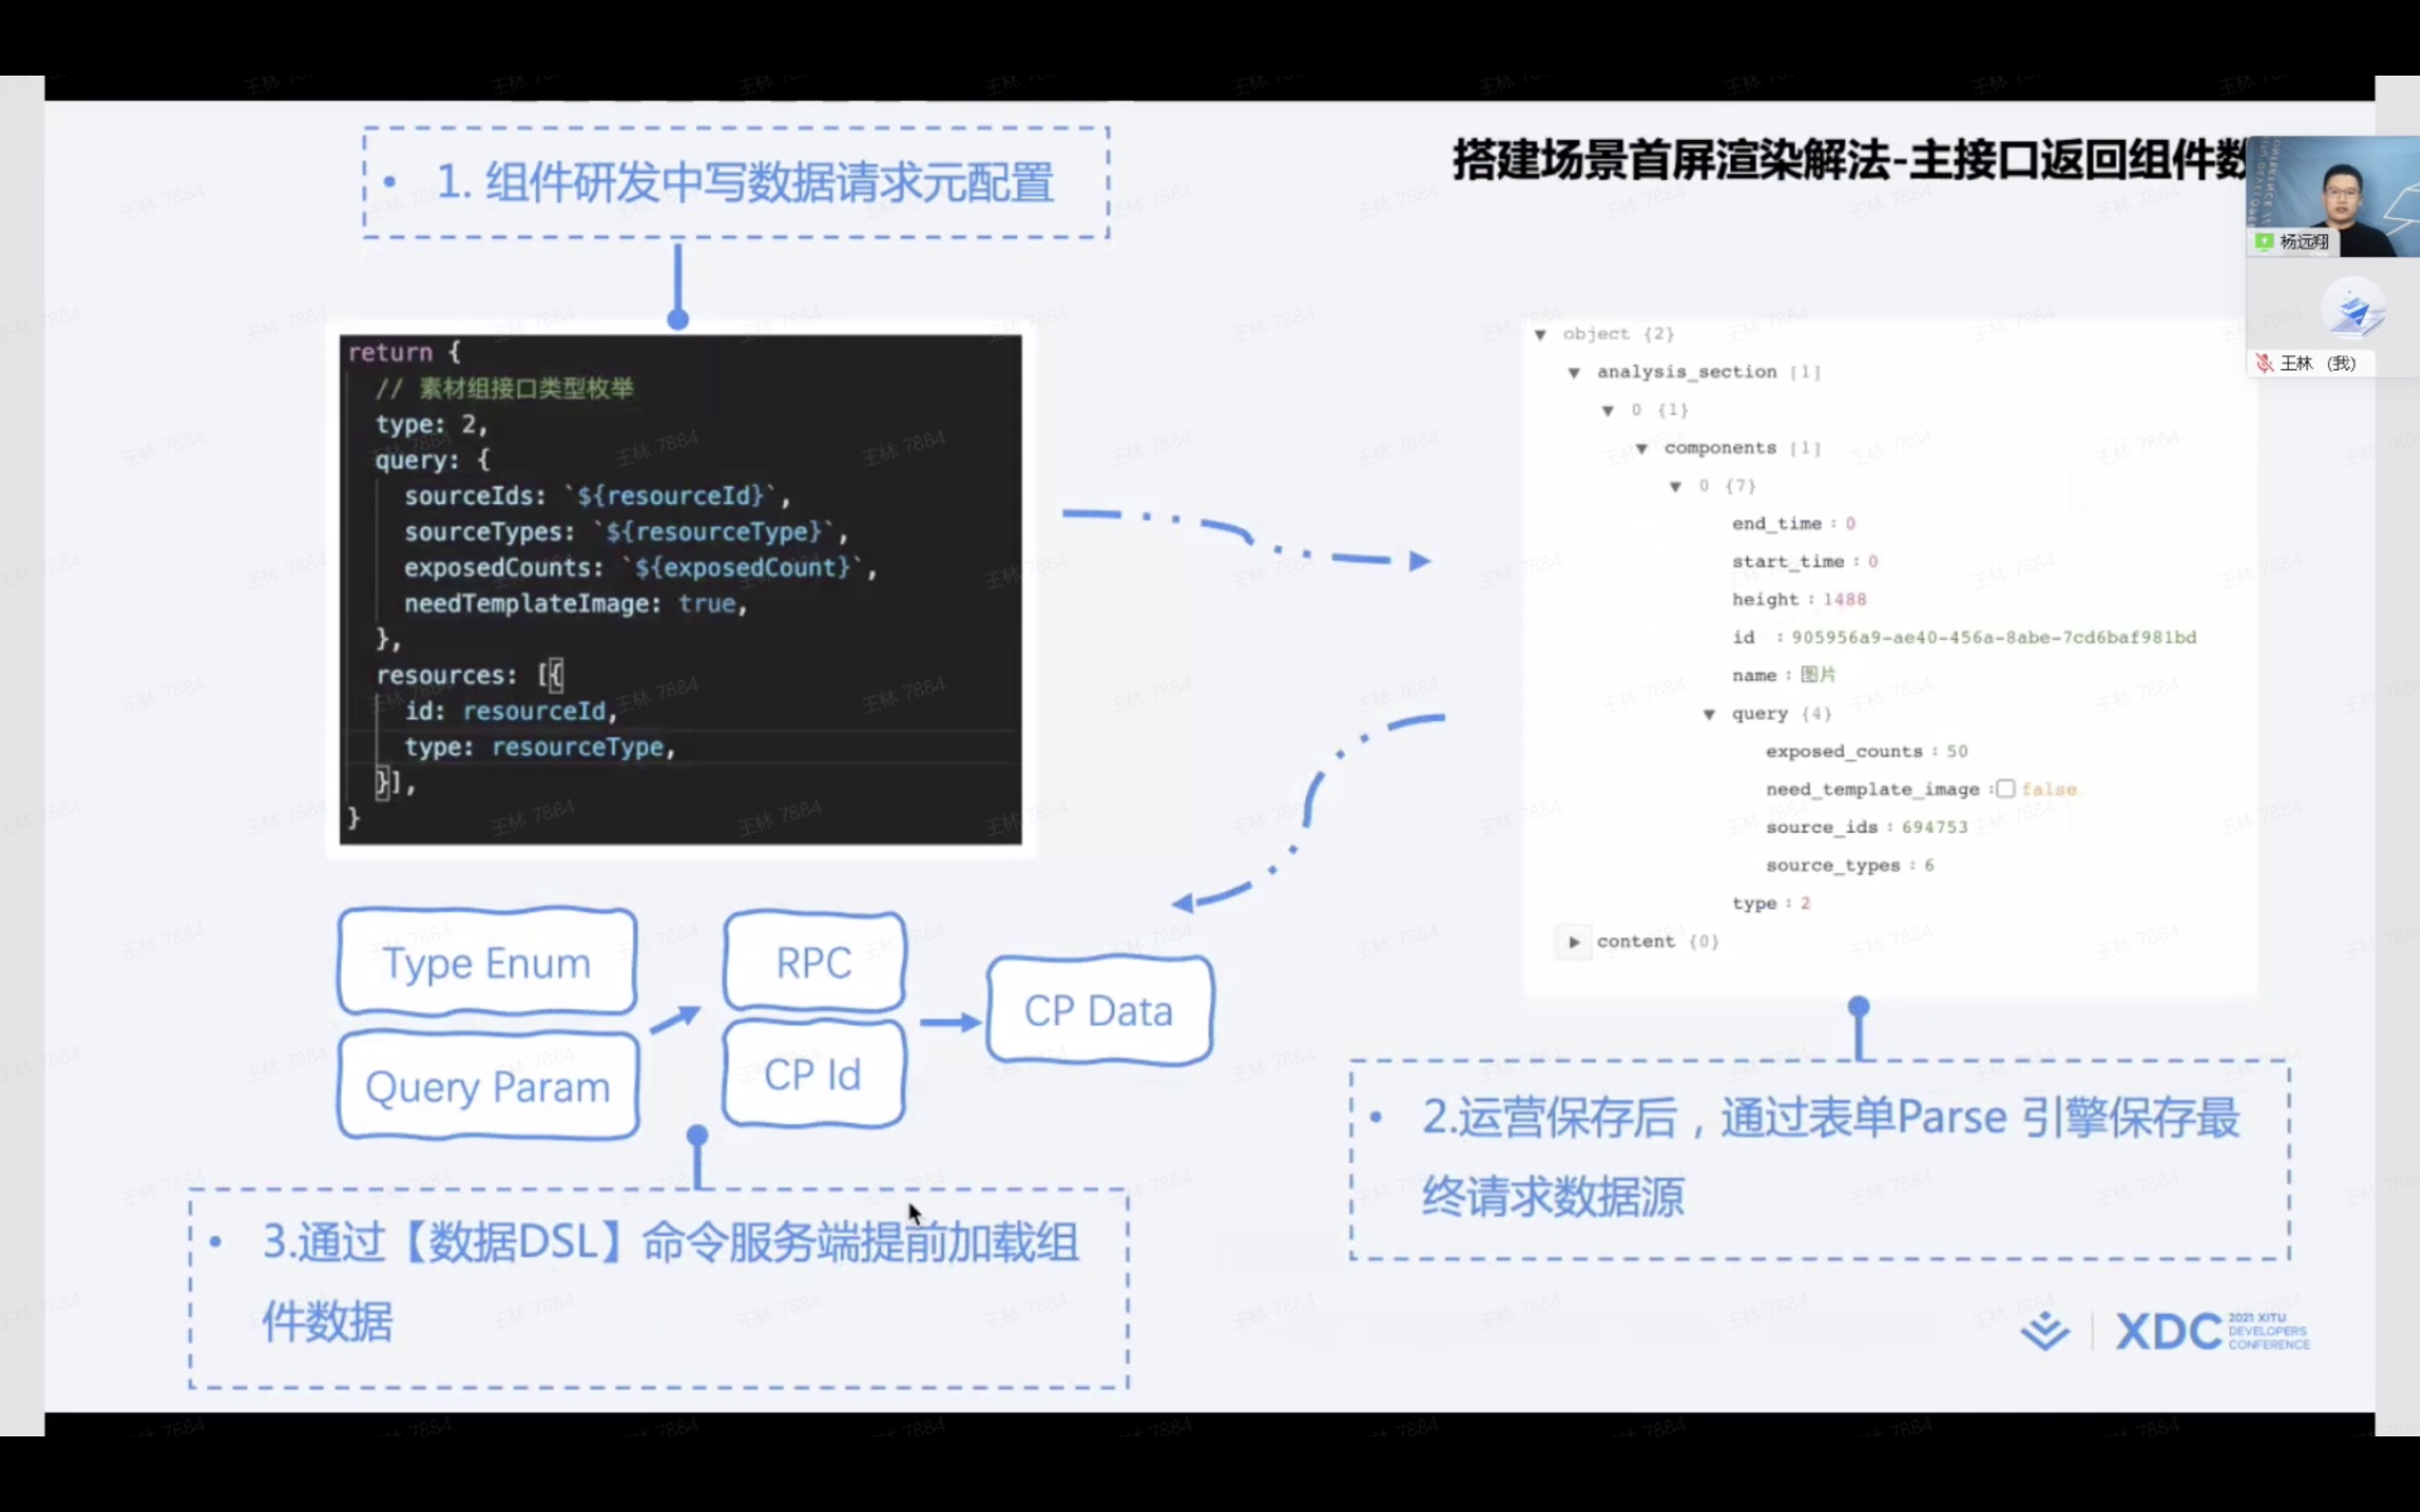 1. 组件研发中写数据请求元配置
搭建场景首屏渲染解法-主接口返回组件数
杨远翔
王林 （我）
return {
// 素材组接口类型枚举
type: 2,
query: {
sourceIds: `${resourceId}`,
sourceTypes: `${resourceType}`,
exposedCounts: `${exposedCount}`,
needTemplateImage: true,
},
resources: [{
id: resourceId,
type: resourceType,
}],
}
object {2}
analysis_section [1]
0 {1}
components [1]
0 {7}
end_time : 0
start_time : 0
height : 1488
id : 905956a9-ae40-456a-8abe-7cd6baf981bd
name : 图片
query {4}
exposed_counts : 50
need_template_image : false
source_ids : 694753
source_types : 6
type : 2
content {0}
Type Enum
Query Param
RPC
CP Id
CP Data
2.运营保存后，通过表单Parse 引擎保存最
终请求数据源
3.通过【数据DSL】命令服务端提前加载组
件数据
XDC
2021 XITU
DEVELOPERS
CONFERENCE
王林 7884